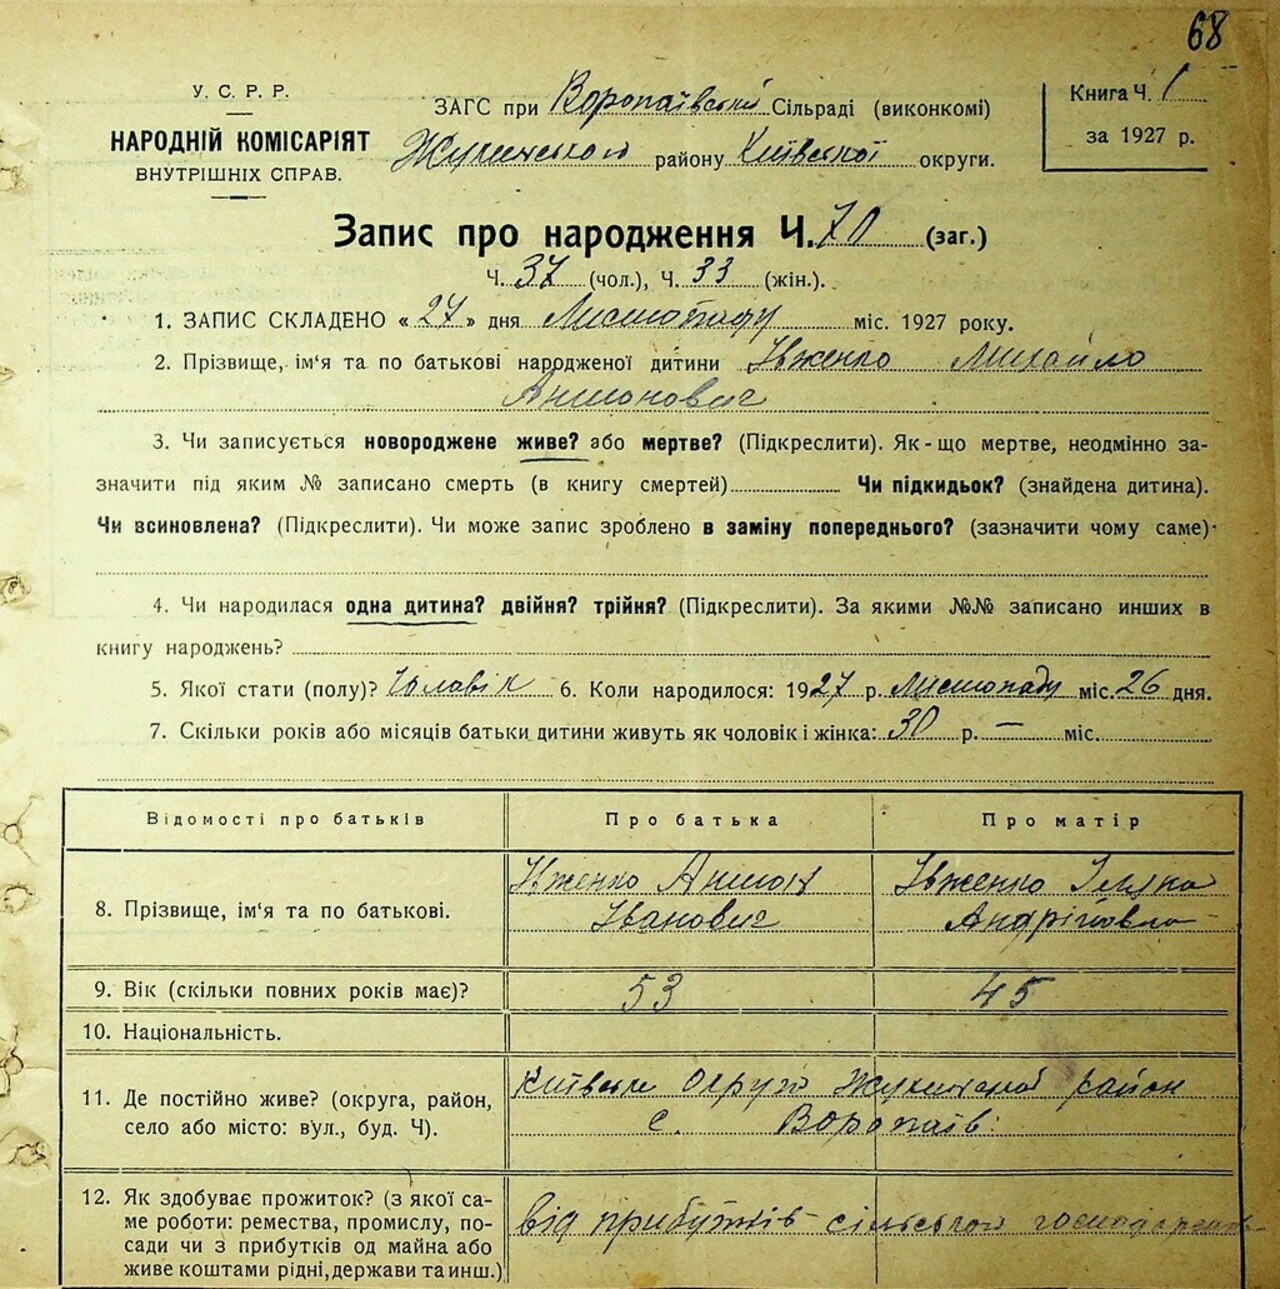 68
У. С. Р. Р.
НАРОДНІЙ КОМІСАРІЯТ
ВНУТРІШНІХ СПРАВ.
ЗАГС при Воропаївській Сільраді (виконкомі)
Жукинського району Київської округи.
Книга Ч. 1
за 1927 р.
Запис про народження Ч. 70 (заг.)
Ч. 37 (чол.), Ч. 33 (жін.).
1. ЗАПИС СКЛАДЕНО « 27 » дня Листопаду міс. 1927 року.
2. Прізвище, ім‘я та по батькові народженої дитини Івженко Михайло
Антонович
3. Чи записується новороджене живе? або мертве? (Підкреслити). Як-що мертве, неодмінно за-
значити під яким № записано смерть (в книгу смертей) Чи підкидьок? (знайдена дитина).
Чи всиновлена? (Підкреслити). Чи може запис зроблено в заміну попереднього? (зазначити чому саме)
4. Чи народилася одна дитина? двійня? трійня? (Підкреслити). За якими №№ записано инших в
книгу народжень?
5. Якої стати (полу)? Чоловік 6. Коли народилося: 1927 р. Листопаду міс. 26 дня.
7. Скільки років або місяців батьки дитини живуть як чоловік і жінка: 30 р. — міс.
Відомості про батьків Про батька Про матір
8. Прізвище, ім‘я та по батькові.
Івженко Антон
Іванович
Івженко
Андріївна
9. Вік (скільки повних років має)? 53 45
10. Національність.
11. Де постійно живе? (округа, район,
село або місто: вул., буд. Ч).
Київська округа Жукинський район
с. Воропаїв.
12. Як здобуває прожиток? (з якої са-
ме роботи: ремества, промислу, по-
сади чи з прибутків од майна або
живе коштами рідні, держави та инш.)
від прибутків сільського